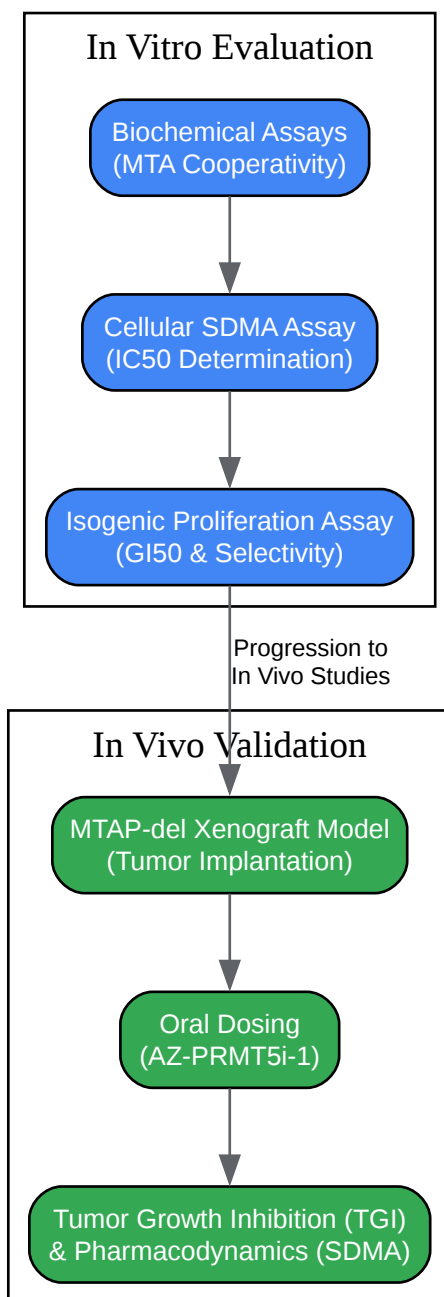 In Vitro Evaluation
Biochemical Assays
(MTA Cooperativity)
Cellular SDMA Assay
(IC50 Determination)
Isogenic Proliferation Assay
(GI50 & Selectivity)
Progression to
In Vivo Studies
In Vivo Validation
MTAP-del Xenograft Model
(Tumor Implantation)
Oral Dosing
(AZ-PRMT5i-1)
Tumor Growth Inhibition (TGI)
& Pharmacodynamics (SDMA)